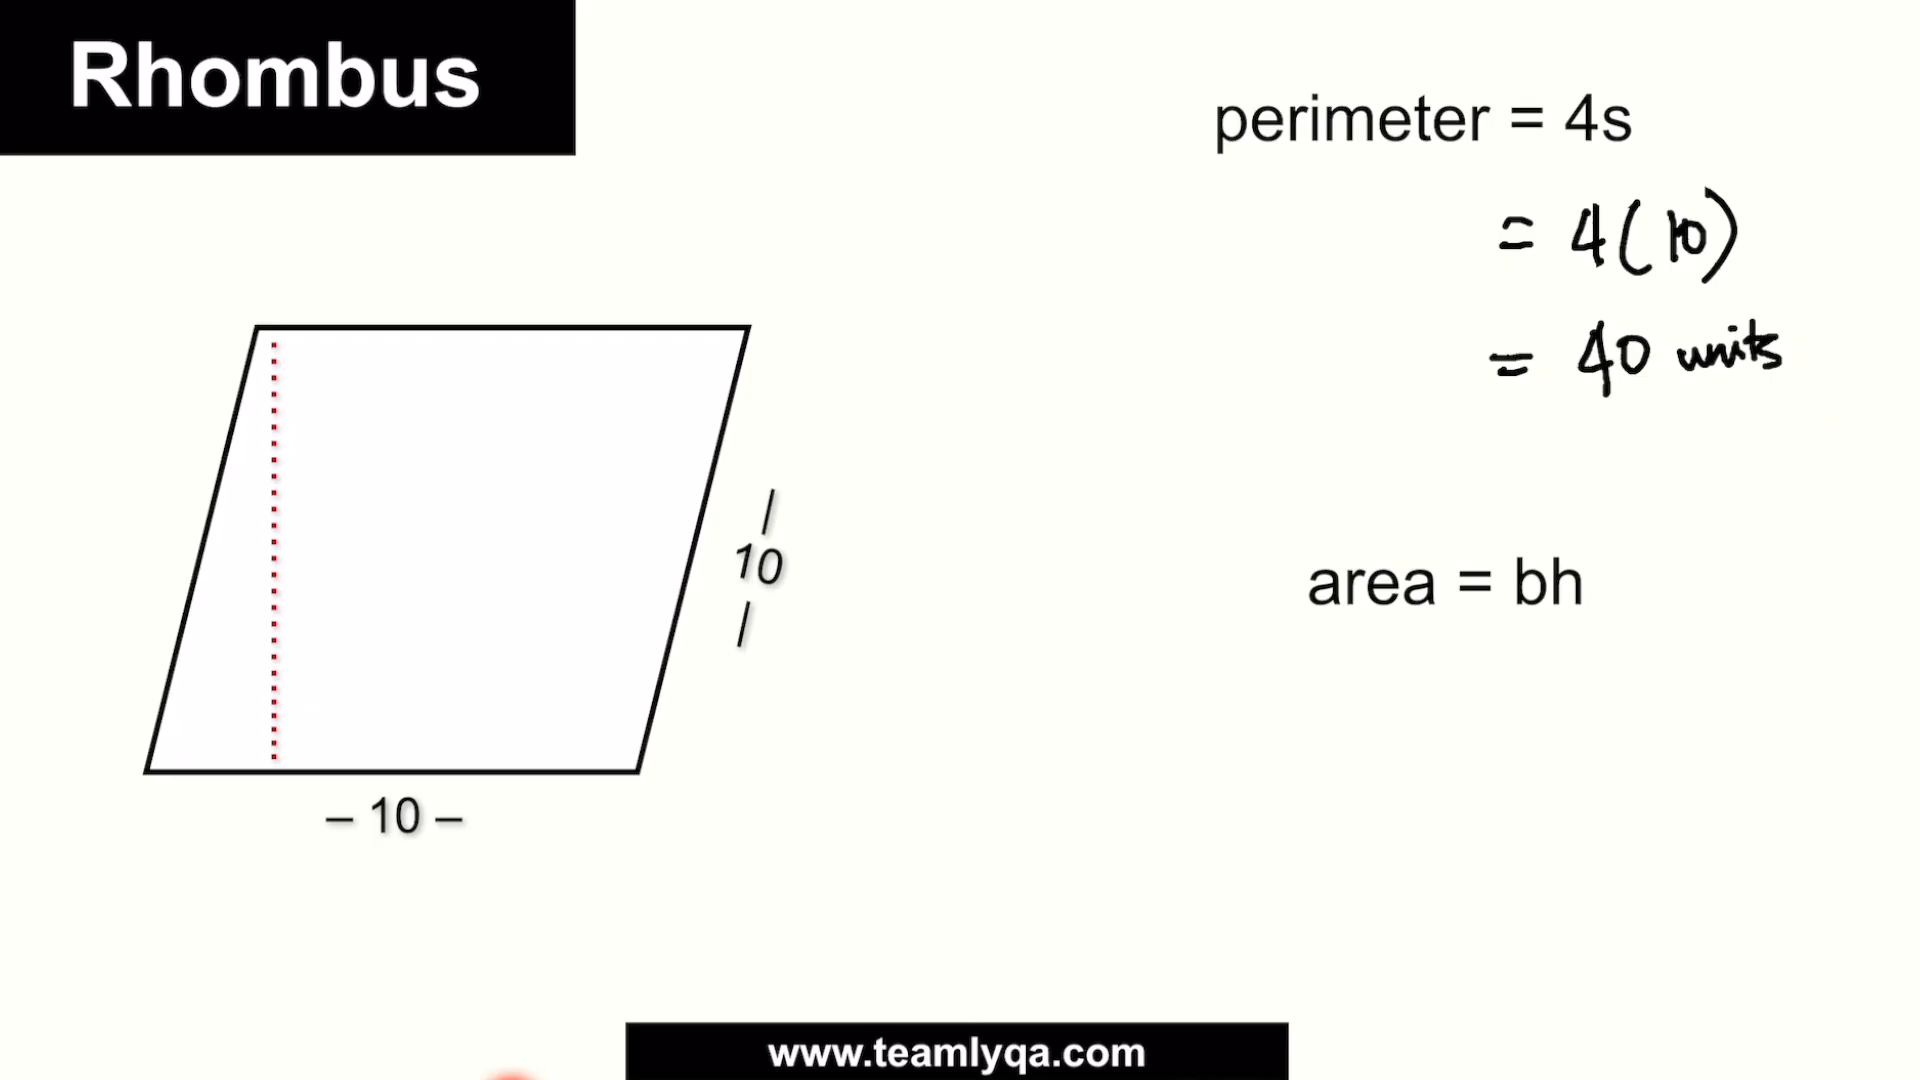 Rhombus
perimeter = 4s
= 4(10)
= 40 units
10
area = bh
– 10 –
www.teamlyqa.com